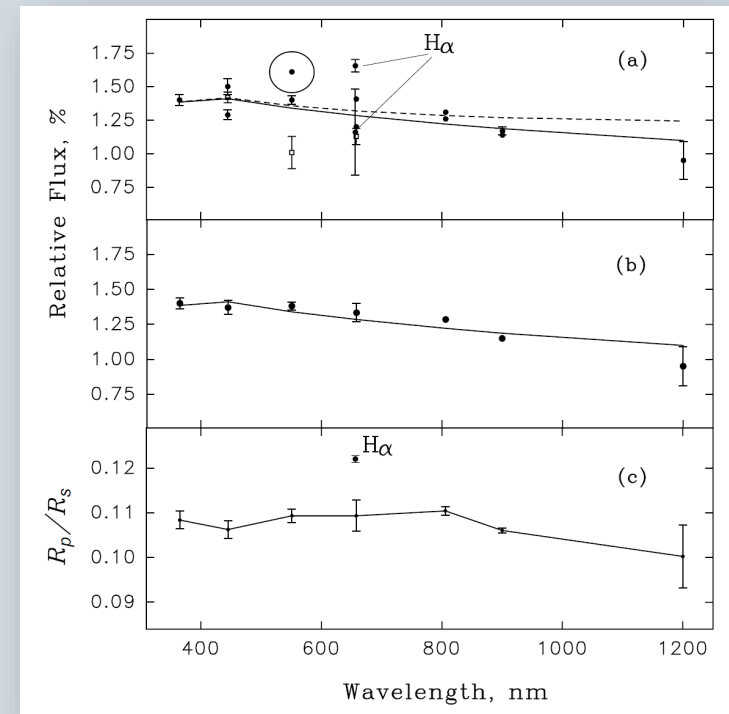 Relative Flux, %
1.75
1.50
1.25
1.00
0.75
Hα
(a)
1.75
1.50
1.25
1.00
0.75
(b)
Rp/Rs
0.12
0.11
0.10
0.09
Hα
(c)
400 600 800 1000 1200
Wavelength, nm